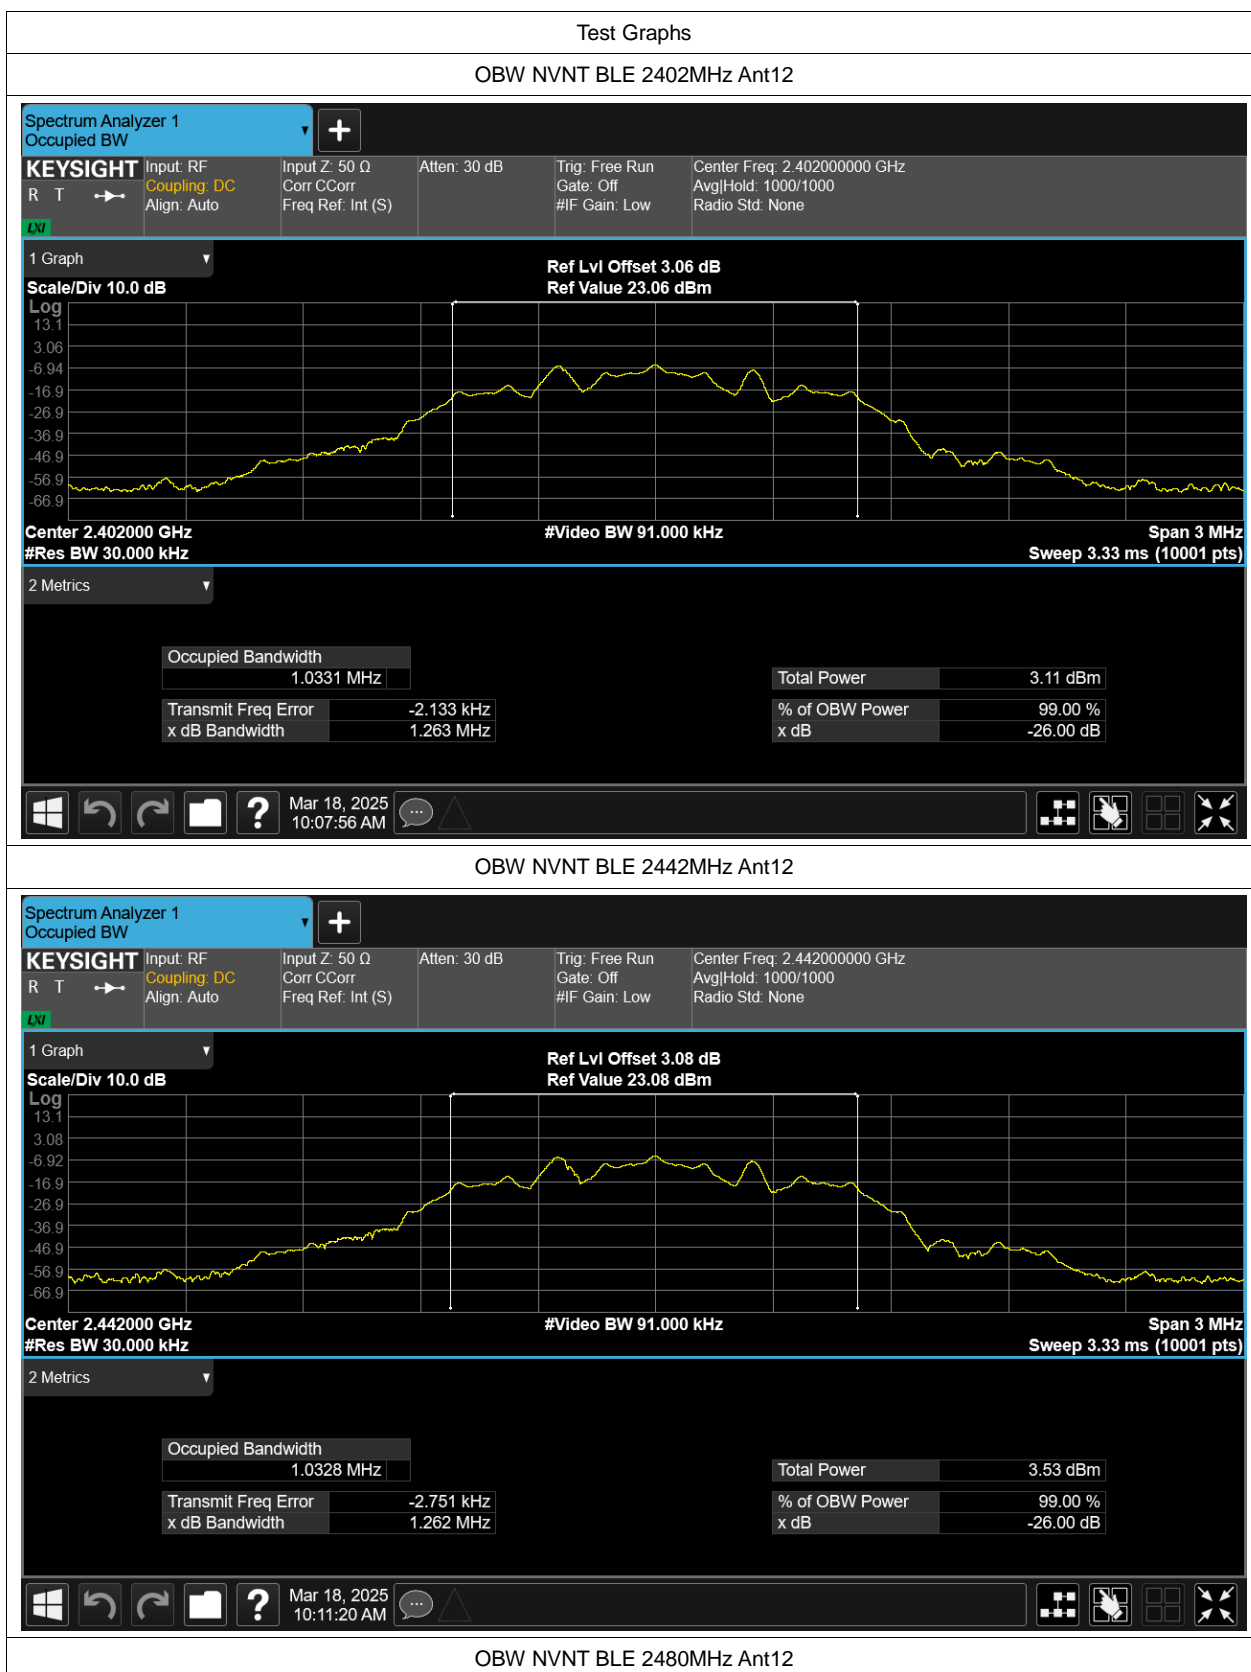 Test Graphs
OBW NVNT BLE 2402MHz Ant12
Spectrum Analyzer 1
Occupied BW
KEYSIGHT Input: RF Input Z: 50 Ω Atten: 30 dB Trig: Free Run Center Freq: 2.402000000 GHz
R T Coupling: DC Corr CCorr Gate: Off Avg|Hold: 1000/1000
Align: Auto Freq Ref: Int (S) #IF Gain: Low Radio Std: None
LXI
1 Graph
Ref Lvl Offset 3.06 dB
Scale/Div 10.0 dB Ref Value 23.06 dBm
Log
13.1
3.06
-6.94
-16.9
-26.9
-36.9
-46.9
-56.9
-66.9
Center 2.402000 GHz #Video BW 91.000 kHz Span 3 MHz
#Res BW 30.000 kHz Sweep 3.33 ms (10001 pts)
2 Metrics
Occupied Bandwidth
1.0331 MHz Total Power 3.11 dBm
Transmit Freq Error -2.133 kHz % of OBW Power 99.00 %
x dB Bandwidth 1.263 MHz x dB -26.00 dB
Mar 18, 2025
10:07:56 AM
OBW NVNT BLE 2442MHz Ant12
Spectrum Analyzer 1
Occupied BW
KEYSIGHT Input: RF Input Z: 50 Ω Atten: 30 dB Trig: Free Run Center Freq: 2.442000000 GHz
R T Coupling: DC Corr CCorr Gate: Off Avg|Hold: 1000/1000
Align: Auto Freq Ref: Int (S) #IF Gain: Low Radio Std: None
LXI
1 Graph
Ref Lvl Offset 3.08 dB
Scale/Div 10.0 dB Ref Value 23.08 dBm
Log
13.1
3.08
-6.92
-16.9
-26.9
-36.9
-46.9
-56.9
-66.9
Center 2.442000 GHz #Video BW 91.000 kHz Span 3 MHz
#Res BW 30.000 kHz Sweep 3.33 ms (10001 pts)
2 Metrics
Occupied Bandwidth
1.0328 MHz Total Power 3.53 dBm
Transmit Freq Error -2.751 kHz % of OBW Power 99.00 %
x dB Bandwidth 1.262 MHz x dB -26.00 dB
Mar 18, 2025
10:11:20 AM
OBW NVNT BLE 2480MHz Ant12